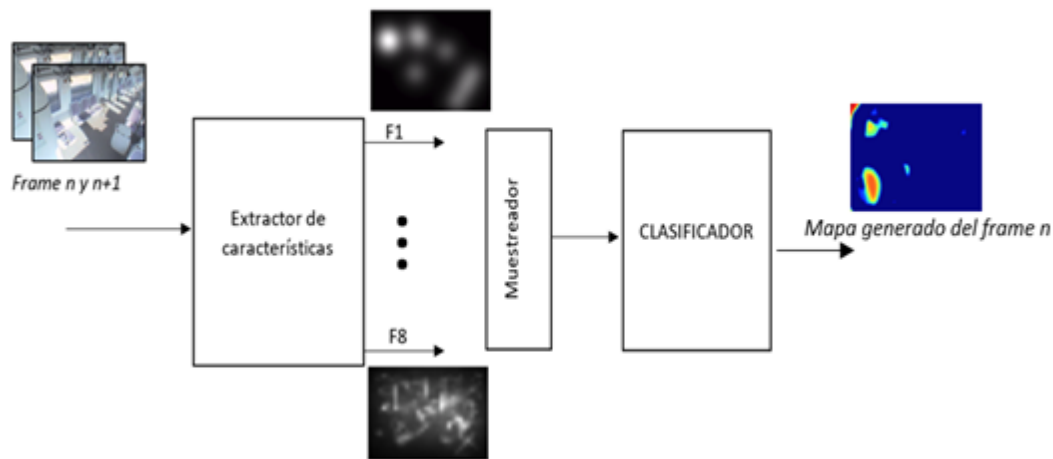 Frame n y n+1
Extractor de
características
F1
F8
Muestreador
CLASIFICADOR
Mapa generado del frame n